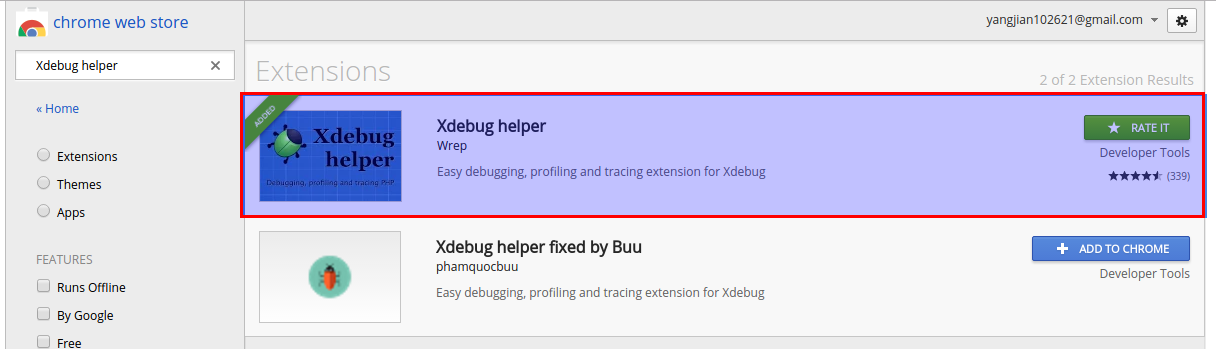 chrome web store
yangjian102621@gmail.com
Xdebug helper
« Home
Extensions
Themes
Apps
FEATURES
Runs Offline
By Google
Free
Extensions
2 of 2 Extension Results
ADDED
Xdebug
helper
Debugging, profiling and tracing PHP
Xdebug helper
Wrep
Easy debugging, profiling and tracing extension for Xdebug
RATE IT
Developer Tools
(339)
Xdebug helper fixed by Buu
phamquocbuu
Easy debugging, profiling and tracing extension for Xdebug
ADD TO CHROME
Developer Tools